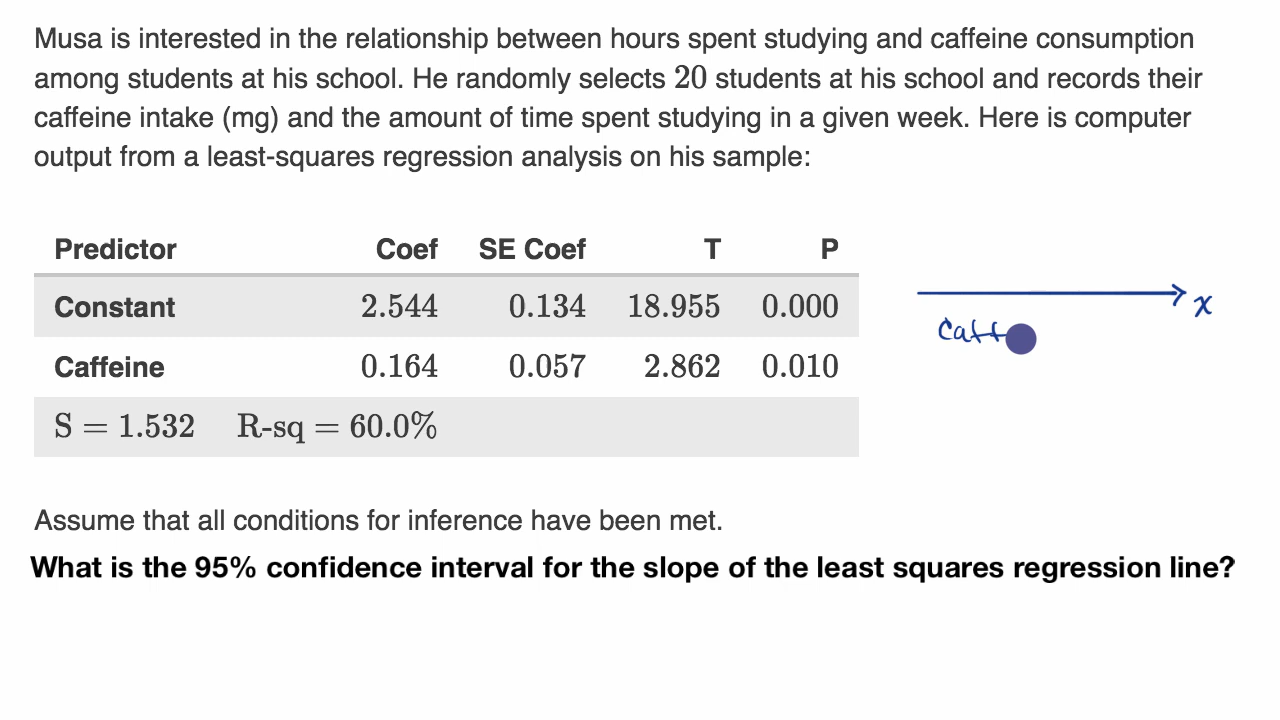 Musa is interested in the relationship between hours spent studying and caffeine consumption
among students at his school. He randomly selects 20 students at his school and records their
caffeine intake (mg) and the amount of time spent studying in a given week. Here is computer
output from a least-squares regression analysis on his sample:
Predictor Coef SE Coef T P
Constant 2.544 0.134 18.955 0.000
Caffeine 0.164 0.057 2.862 0.010
S = 1.532 R-sq = 60.0%
x
Caff
Assume that all conditions for inference have been met.
What is the 95% confidence interval for the slope of the least squares regression line?